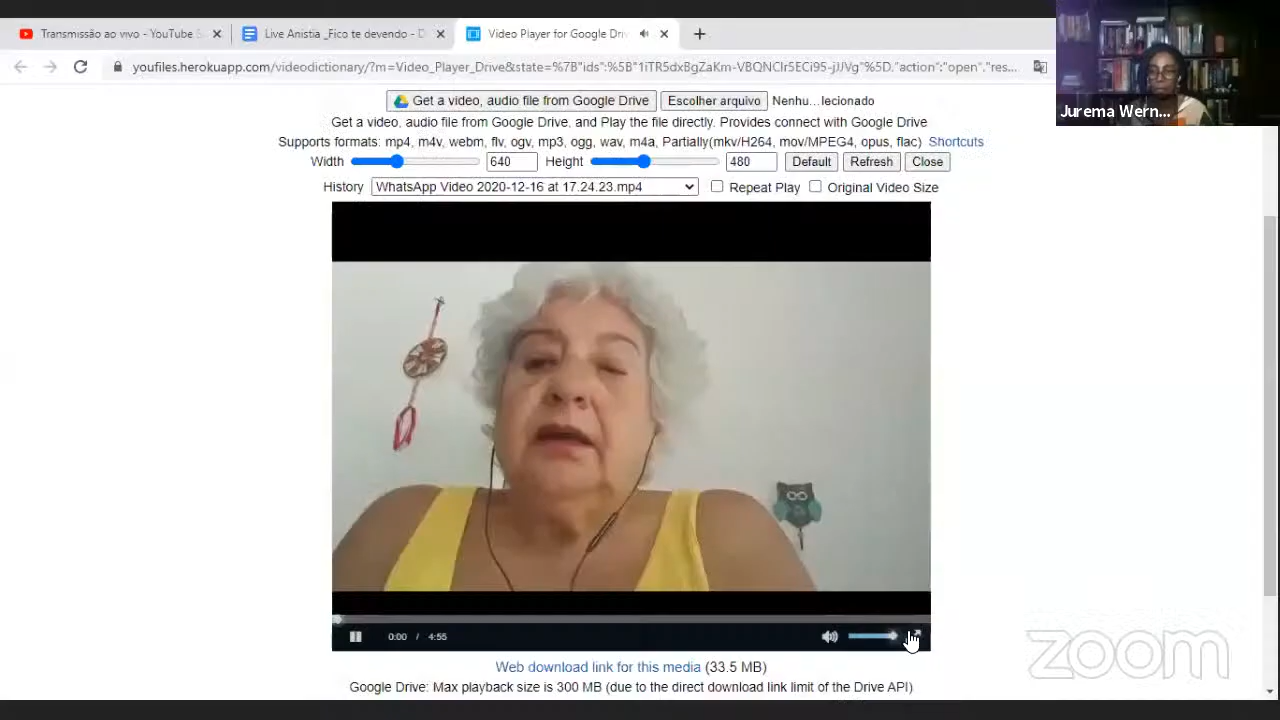 Transmissão ao vivo - YouTube S
Live Anistia _Fico te devendo - D
Video Player for Google Driv
youfiles.herokuapp.com/videodictionary/?m=Video_Player_Drive&state=%7B"ids":%5B"1iTR5dxBgZaKm-VBQNClr5ECi95-jJJVg"%5D,"action":"open","res...
Jurema Wern...
Get a video, audio file from Google Drive
Escolher arquivo
Nenhu...lecionado
Get a video, audio file from Google Drive, and Play the file directly. Provides connect with Google Drive
Supports formats: mp4, m4v, webm, flv, ogv, mp3, ogg, wav, m4a, Partially(mkv/H264, mov/MPEG4, opus, flac) Shortcuts
Width 640 Height 480 Default Refresh Close
History WhatsApp Video 2020-12-16 at 17.24.23.mp4 Repeat Play Original Video Size
0:00 / 4:55
zoom
Web download link for this media (33.5 MB)
Google Drive: Max playback size is 300 MB (due to the direct download link limit of the Drive API)